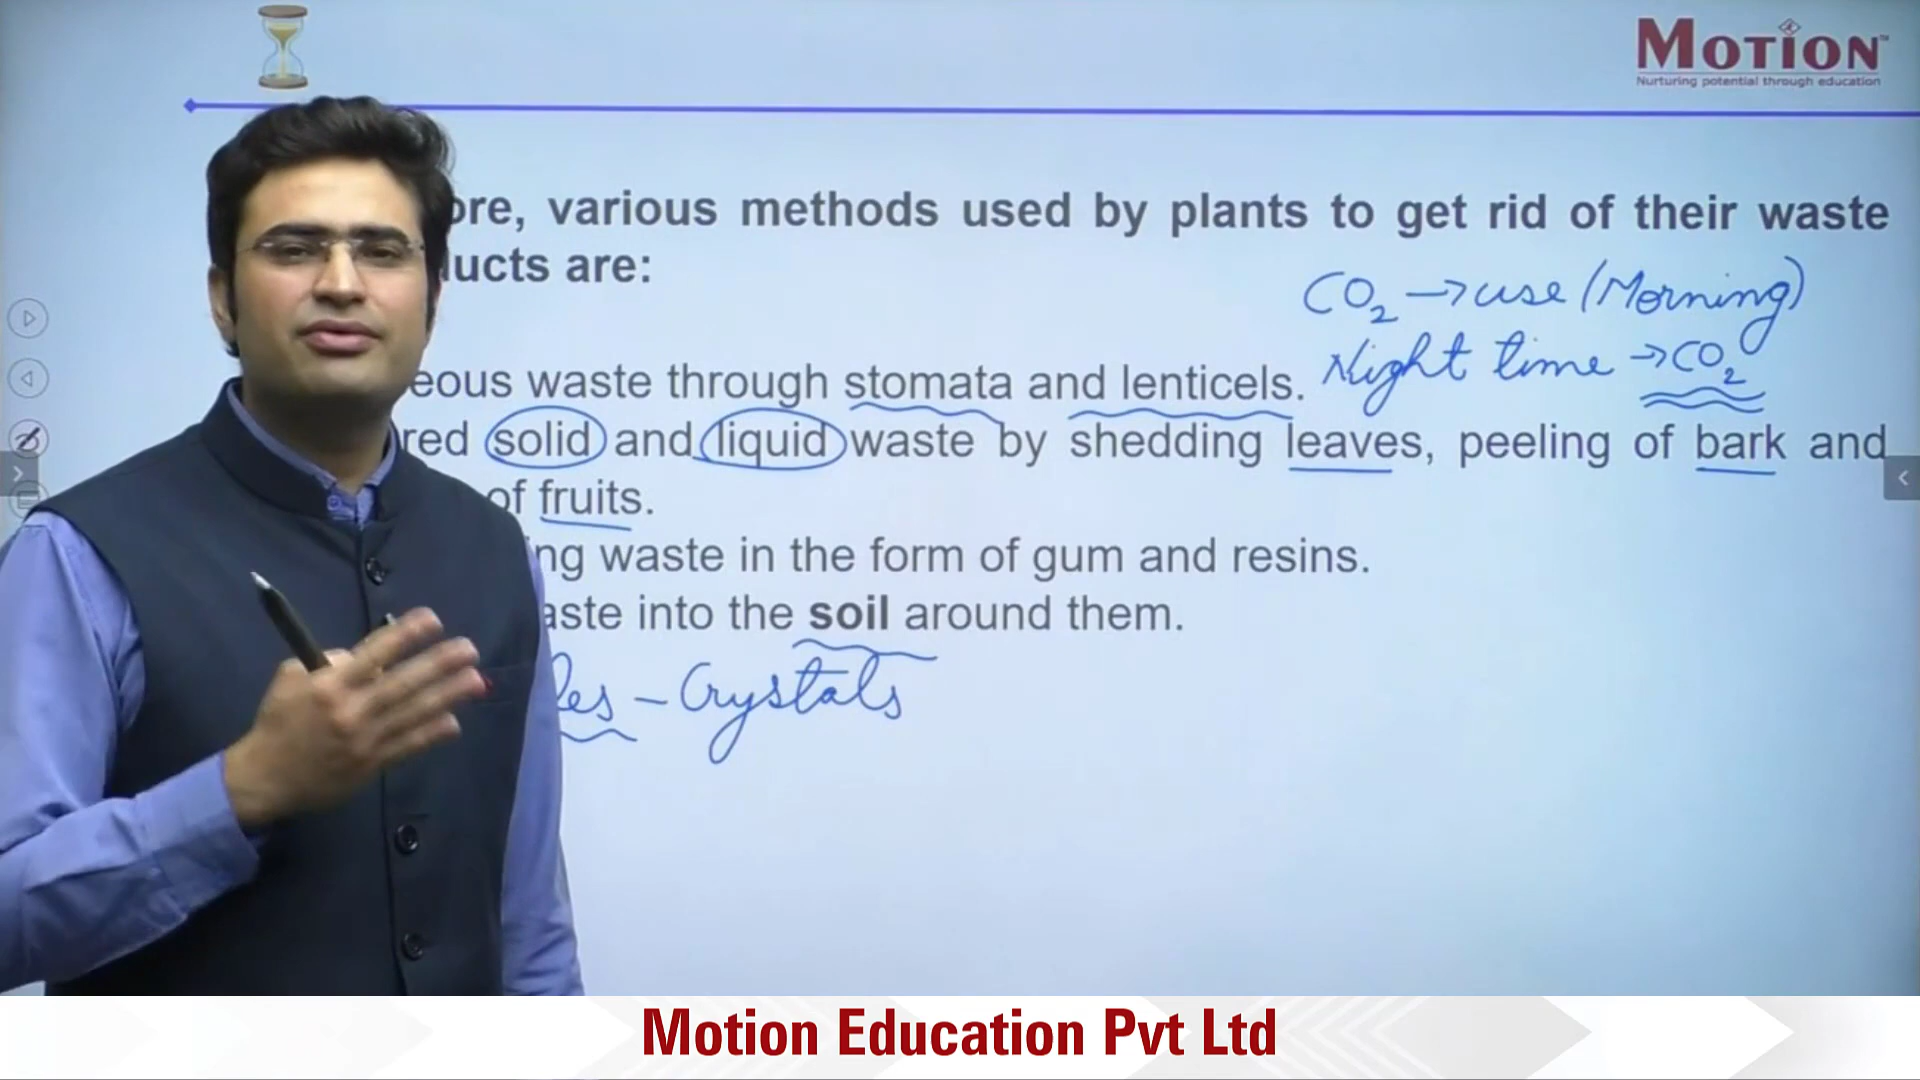 MOTION
Nurturing potential through education
ore, various methods used by plants to get rid of their waste
ducts are:
CO2 → use (Morning)
eous waste through stomata and lenticels.
Night time → CO2
red solid and liquid waste by shedding leaves, peeling of bark and
of fruits.
ng waste in the form of gum and resins.
aste into the soil around them.
les - Crystals
Motion Education Pvt Ltd